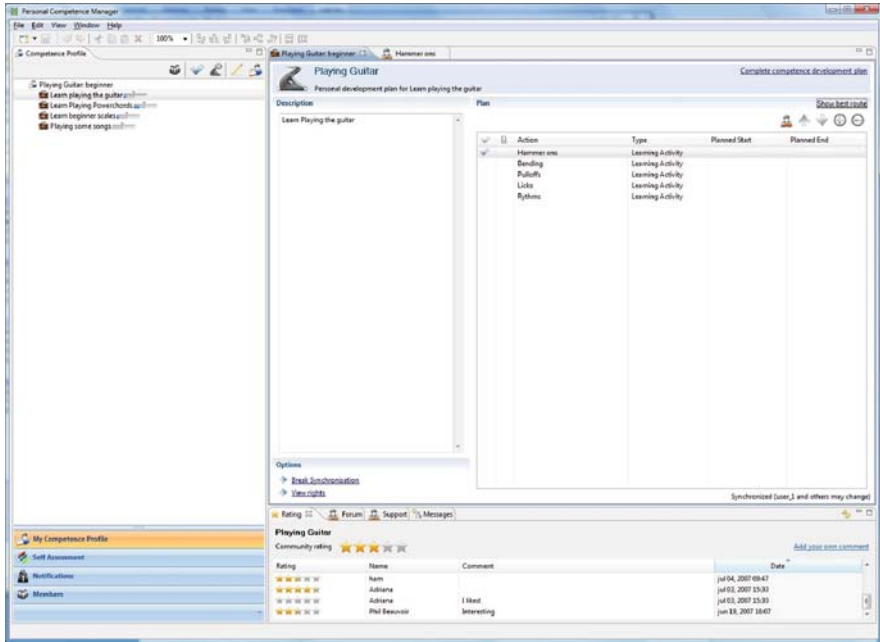 Personal Competence Manager
File Edit View Window Help
100%
Competence Profile
Playing Guitar: beginner
Learn playing the guitar
Learn Playing Powerchords
Learn beginner scales
Playing some songs
My Competence Profile
Self Assessment
Notifications
Members
Playing Guitar: beginner Hammer ons
Playing Guitar Complete competence development plan
Personal development plan for Learn playing the guitar
Description
Learn Playing the guitar
Options
Break Synchronisation
View rights
Plan Show best route
Action Type Planned Start Planned End
Hammer ons Learning Activity
Bending Learning Activity
Pulloffs Learning Activity
Licks Learning Activity
Rythms Learning Activity
Synchronized (user_1 and others may change)
Rating Forum Support Messages
Playing Guitar
Community rating Add your own comment
Rating Name Comment Date
ham jul 04, 2007 09:47
Adriana jul 03, 2007 15:30
Adriana I liked jul 03, 2007 15:30
Phil Beauvoir Interesting jun 19, 2007 16:07